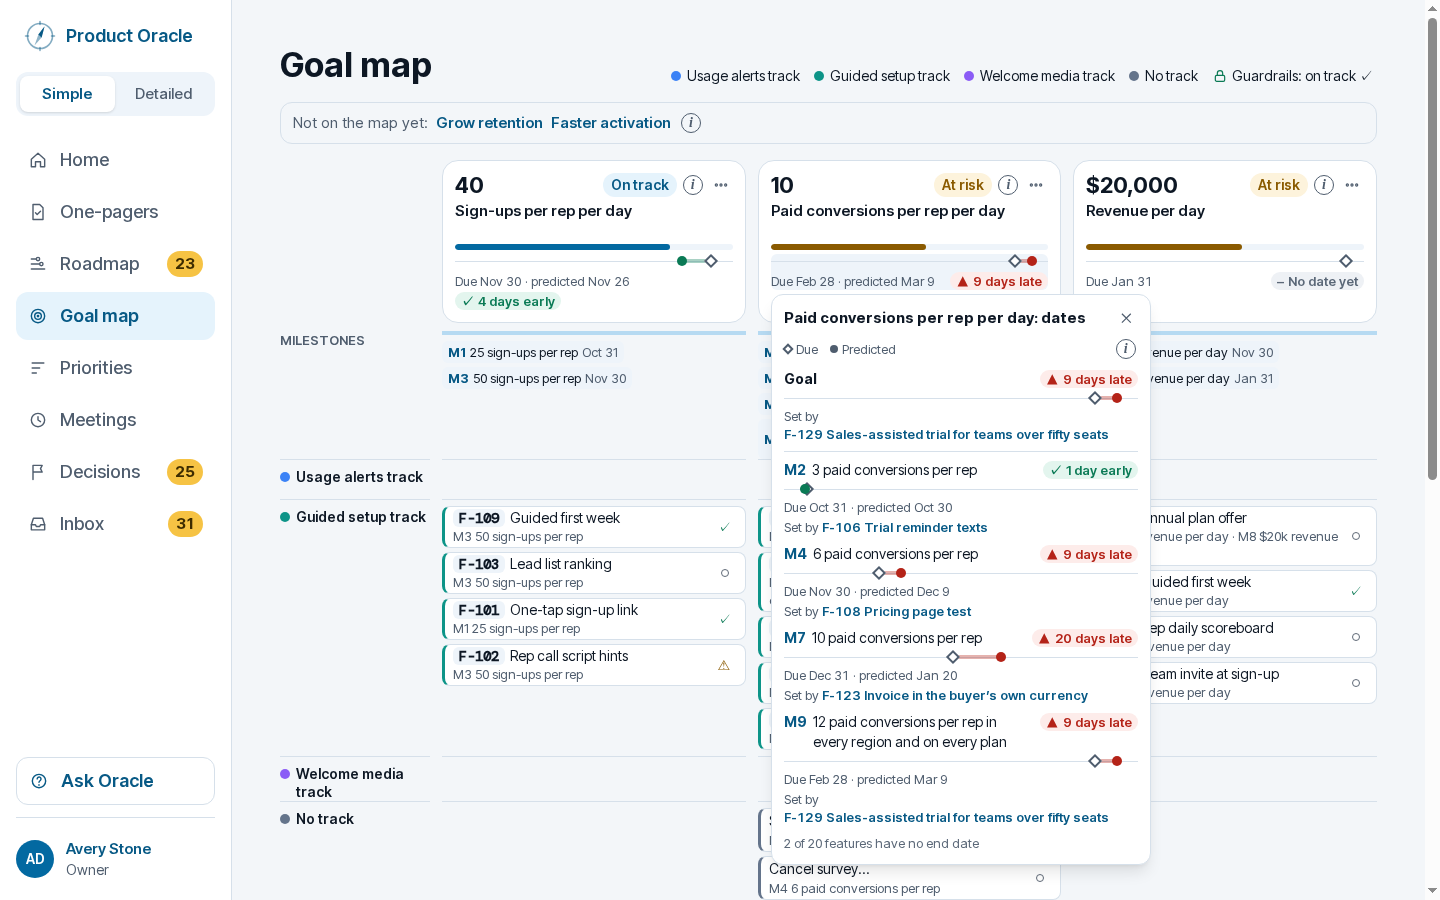 Product Oracle
Simple
Detailed
Home
One-pagers
Roadmap
23
Goal map
Priorities
Meetings
Decisions
25
Inbox
31
Ask Oracle
AD
Avery Stone
Owner
Goal map
Usage alerts track
Guided setup track
Welcome media track
No track
Guardrails: on track ✓
Not on the map yet: Grow retention Faster activation i
40
On track
i
Sign-ups per rep per day
Due Nov 30 · predicted Nov 26
✓ 4 days early
10
At risk
i
Paid conversions per rep per day
Due Feb 28 · predicted Mar 9
▲ 9 days late
$20,000
At risk
i
Revenue per day
Due Jan 31
– No date yet
MILESTONES
M1 25 sign-ups per rep Oct 31
M3 50 sign-ups per rep Nov 30
venue per day Nov 30
venue per day Jan 31
Usage alerts track
Guided setup track
F-109 Guided first week
M3 50 sign-ups per rep
F-103 Lead list ranking
M3 50 sign-ups per rep
F-101 One-tap sign-up link
M1 25 sign-ups per rep
F-102 Rep call script hints
M3 50 sign-ups per rep
nnual plan offer
venue per day · M8 $20k revenue
uided first week
venue per day
ep daily scoreboard
venue per day
eam invite at sign-up
venue per day
Welcome media
track
No track
Cancel survey…
M4 6 paid conversions per rep
Paid conversions per rep per day: dates
Due
Predicted
i
Goal
▲ 9 days late
Set by
F-129 Sales-assisted trial for teams over fifty seats
M2 3 paid conversions per rep
✓ 1 day early
Due Oct 31 · predicted Oct 30
Set by F-106 Trial reminder texts
M4 6 paid conversions per rep
▲ 9 days late
Due Nov 30 · predicted Dec 9
Set by F-108 Pricing page test
M7 10 paid conversions per rep
▲ 20 days late
Due Dec 31 · predicted Jan 20
Set by F-123 Invoice in the buyer’s own currency
M9 12 paid conversions per rep in
every region and on every plan
▲ 9 days late
Due Feb 28 · predicted Mar 9
Set by
F-129 Sales-assisted trial for teams over fifty seats
2 of 20 features have no end date